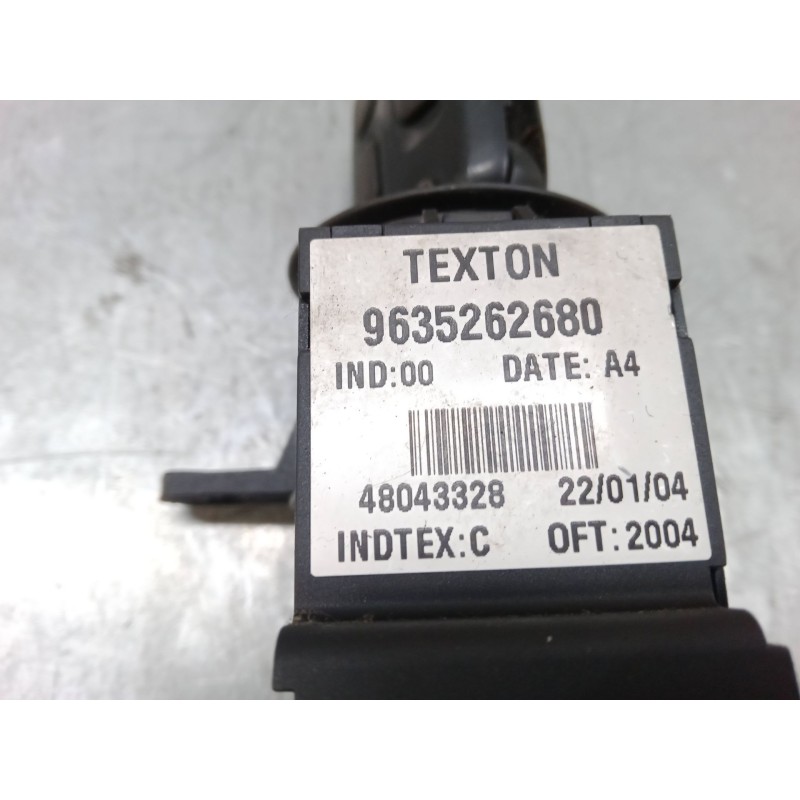 TEXTON
9635262680
IND:00 DATE: A4
48043328 22/01/04
INDTEX:C OFT:2004